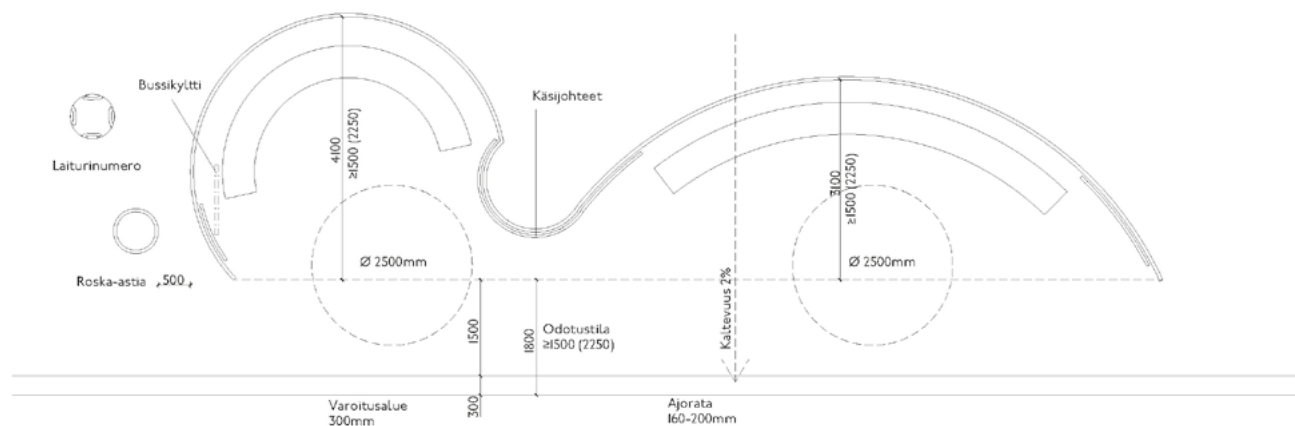 Bussikyltti
Laiturinumero
Roska-astia
500
4100
≥1500 (2250)
Käsijohteet
3100
≥1500 (2250)
Ø 2500mm
Ø 2500mm
Kaltevuus 2%
1500
1800
Odotustila
≥1500 (2250)
300
Varoitusalue
300mm
Ajorata
160-200mm